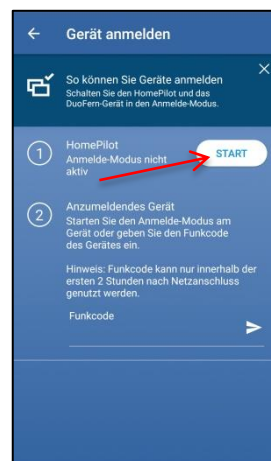 Gerät anmelden
So können Sie Geräte anmelden
Schalten Sie den HomePilot und das
DuoFern-Gerät in den Anmelde-Modus.
1
HomePilot
Anmelde-Modus nicht
aktiv
START
2
Anzumeldendes Gerät
Starten Sie den Anmelde-Modus am
Gerät oder geben Sie den Funkcode
des Gerätes ein.
Hinweis: Funkcode kann nur innerhalb der
ersten 2 Stunden nach Netzanschluss
genutzt werden.
Funkcode